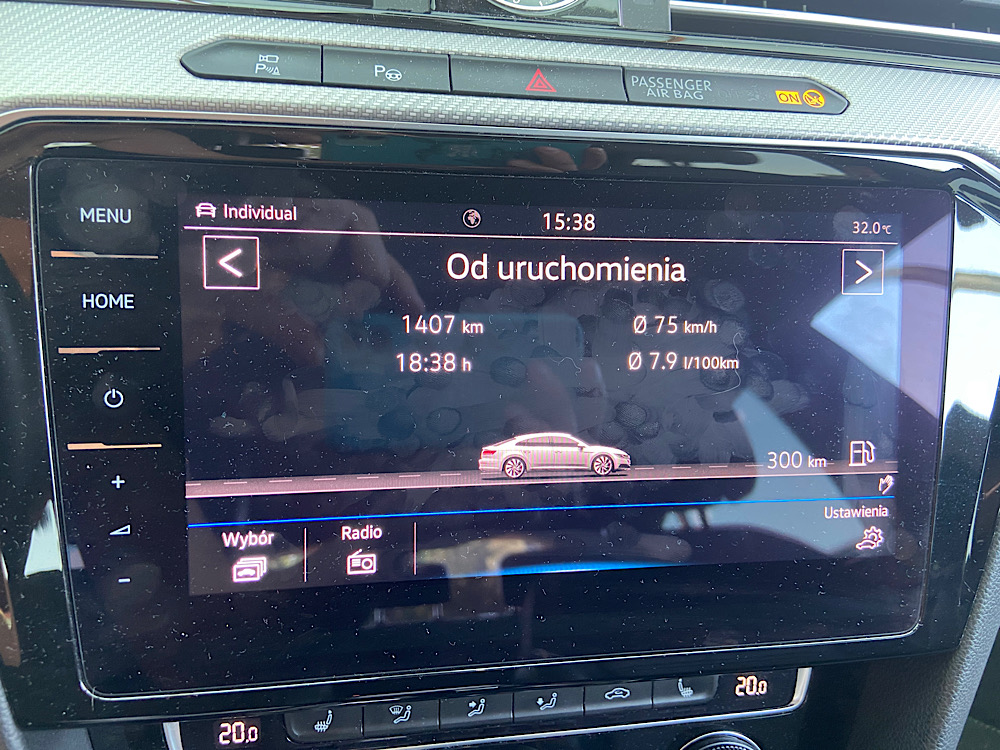 P
P
PASSENGER
AIR BAG
ON
MENU
Individual
15:38
32.0°C
<
Od uruchomienia
>
HOME
1407 km
Ø 75 km/h
18:38 h
Ø 7.9 l/100km
300 km
+
Ustawienia
Wybór
Radio
−
20.0
20.0